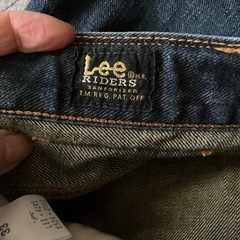 Lee ® M.R.
RIDERS
SANFORIZED
T.M. REG. PAT. OFF